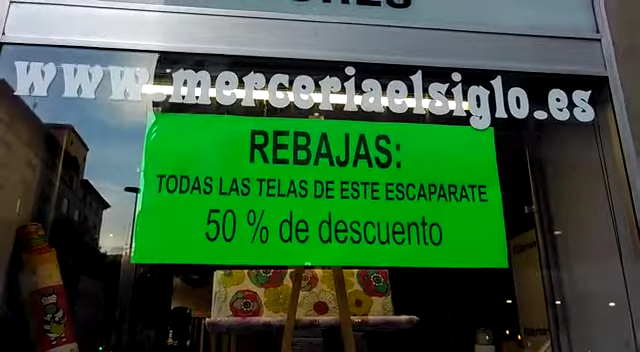 www.merceriaelsiglo.es
REBAJAS:
TODAS LAS TELAS DE ESTE ESCAPARATE
50 % de descuento